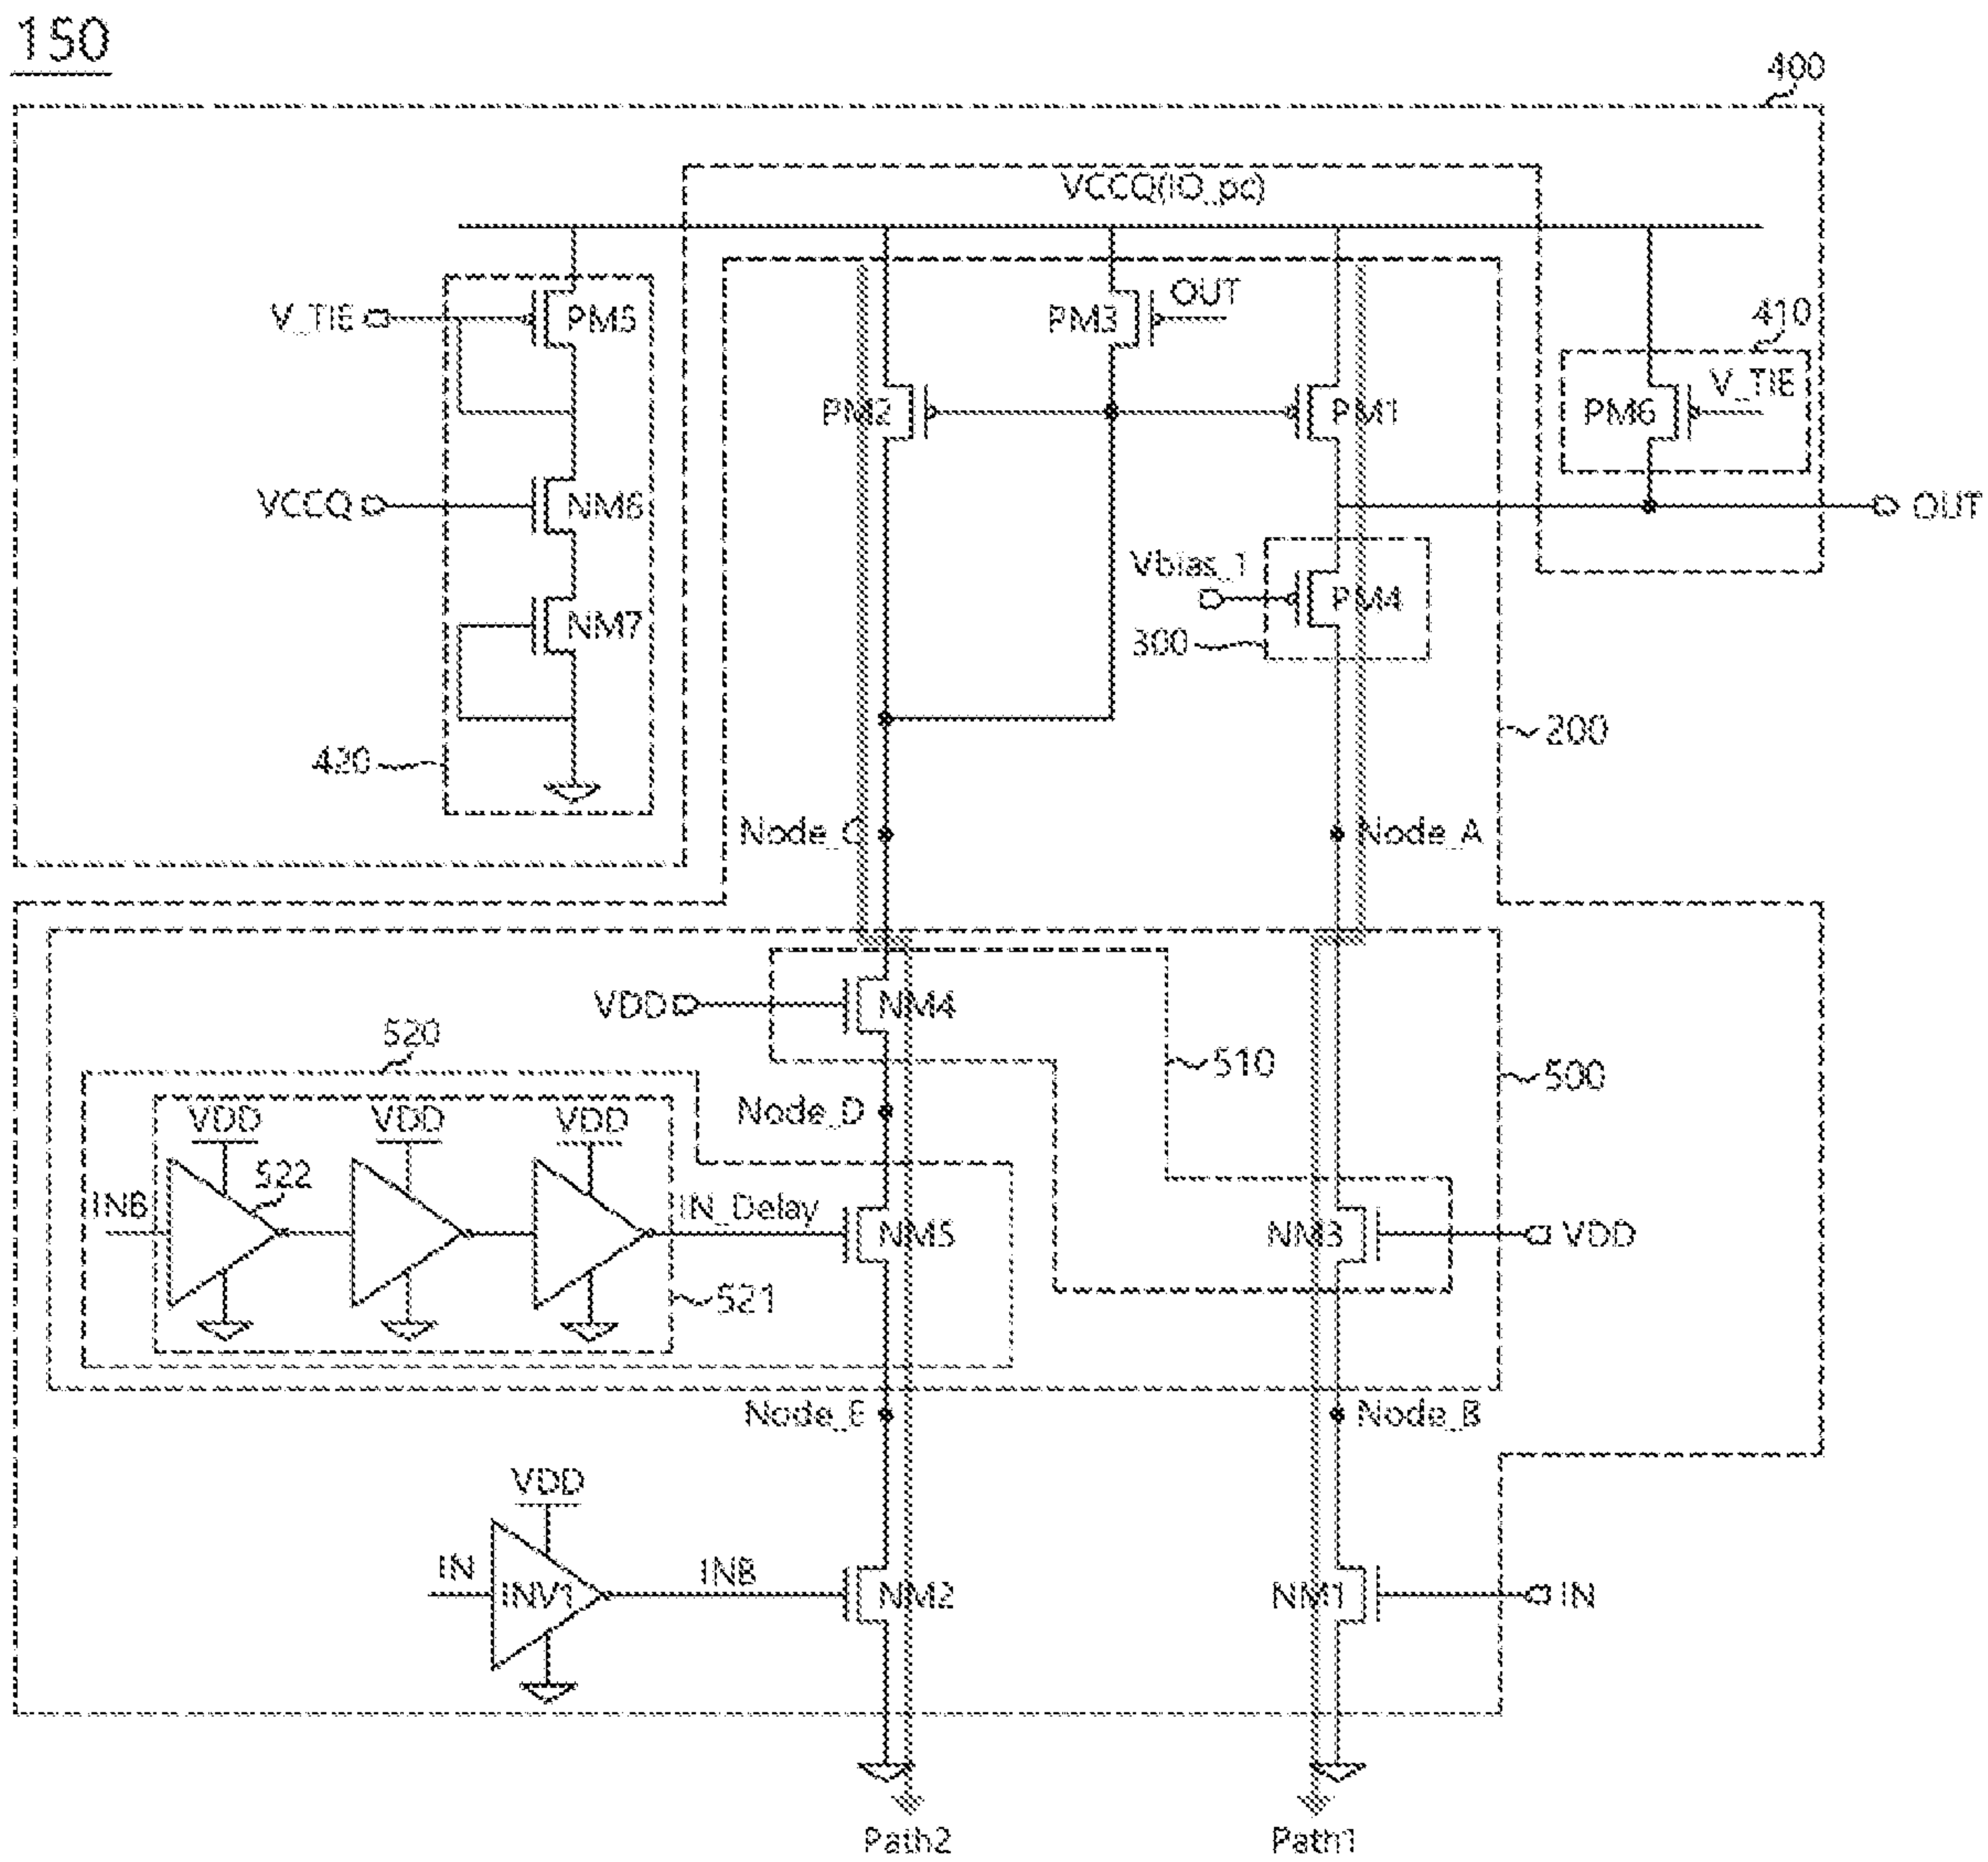 150
400
VCCQ(IO_pc)
V_TIE
PM5
PM3
OUT
410
V_TIE
PM2
PM1
PM6
VCCQ
NM6
OUT
Vbias_1
PM4
NM7
300
200
420
Node_C
Node_A
VDD
NM4
520
510
500
VDD
VDD
VDD
Node_D
522
INB
IN_Delay
NM5
NM3
VDD
521
Node_E
Node_B
VDD
IN
INV1
INB
NM2
NM1
IN
Path2
Path1